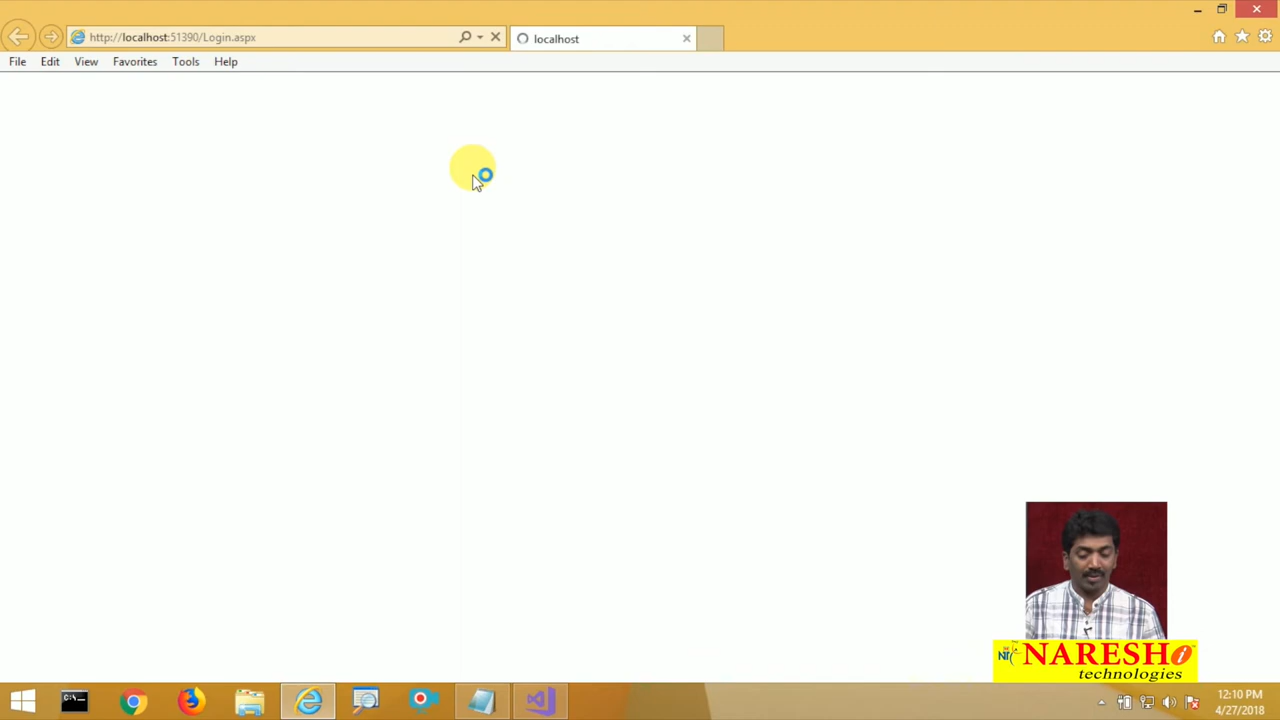 http://localhost:51390/Login.aspx
localhost
File Edit View Favorites Tools Help
NARESH i
technologies
12:10 PM
4/27/2018